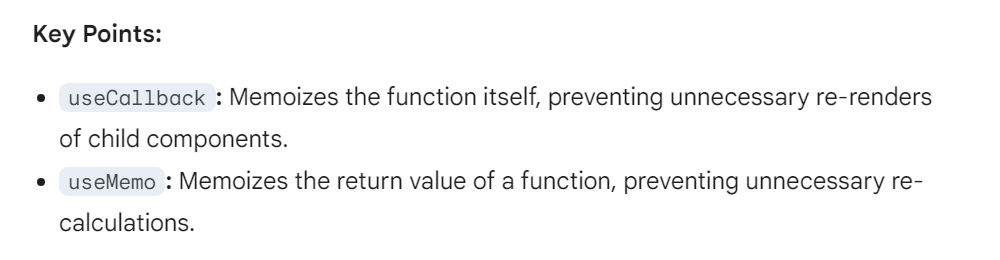 Key Points:
• useCallback : Memoizes the function itself, preventing unnecessary re-renders
of child components.
• useMemo : Memoizes the return value of a function, preventing unnecessary re-
calculations.